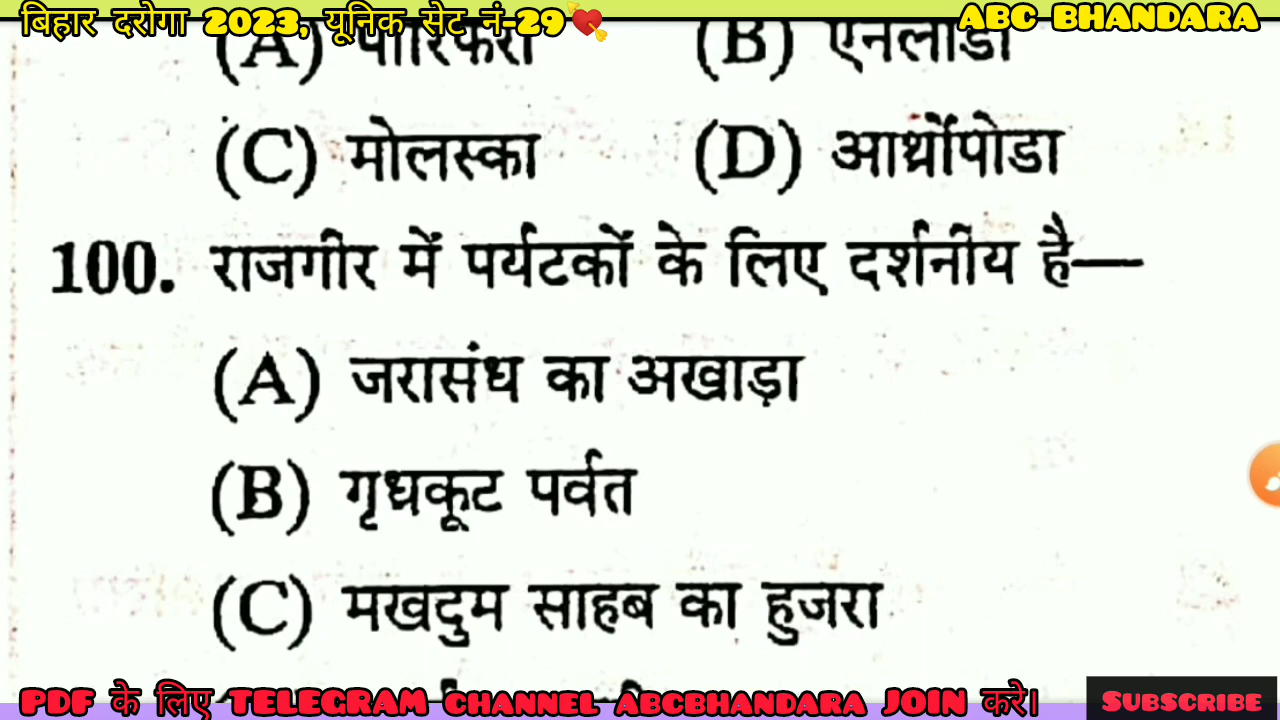 बिहार दरोगा 2023, यूनिक सेट नं-29💘 ABC BHANDARA
(A) पोरिफेरा (B) एनेलीडा
(C) मोलस्का (D) आर्थ्रोपोडा
100. राजगीर में पर्यटकों के लिए दर्शनीय है—
(A) जरासंध का अखाड़ा
(B) गृधकूट पर्वत
(C) मखदुम साहब का हुजरा
PDF के लिए TELEGRAM CHANNEL ABCBHANDARA JOIN करे। SUBSCRIBE